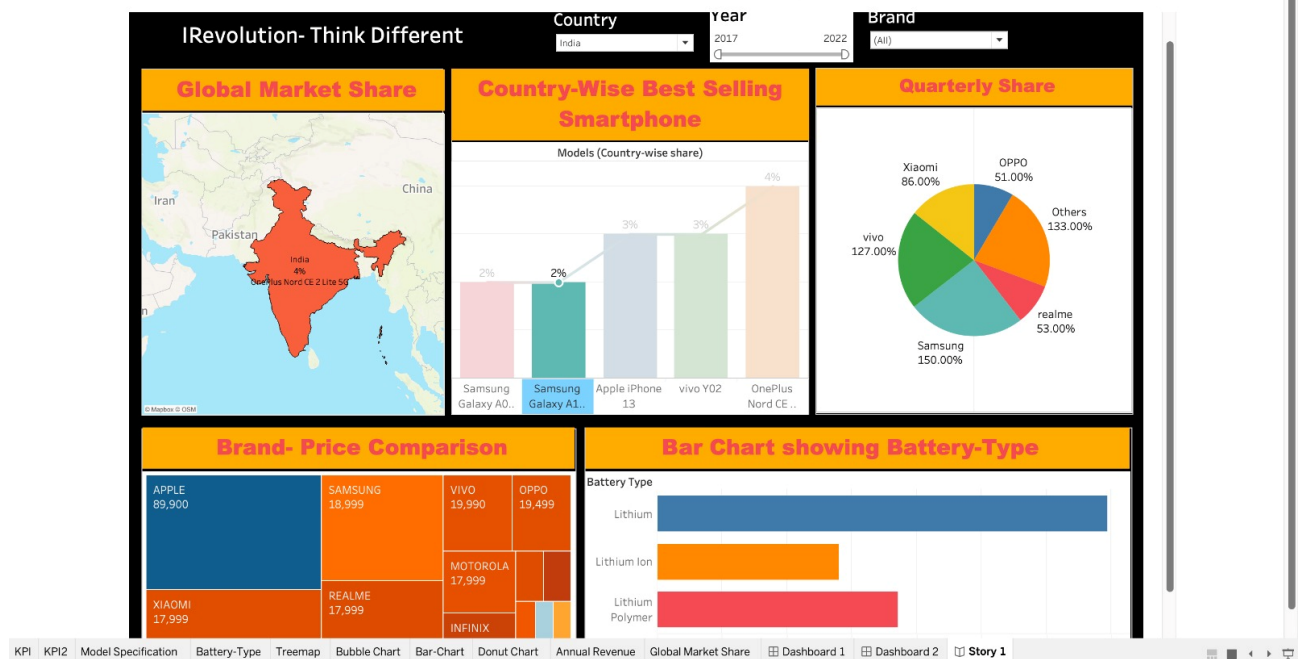 IRevolution- Think Different
Country
India
Year
2017 2022
Brand
(All)
Global Market Share
Iran
China
Pakistan
India
4%
OnePlus Nord CE 2 Lite 5G
© Mapbox © OSM
Country-Wise Best Selling
Smartphone
Models (Country-wise share)
2%
2%
3%
3%
4%
Samsung
Galaxy A0..
Samsung
Galaxy A1..
Apple iPhone
13
vivo Y02
OnePlus
Nord CE ..
Quarterly Share
Xiaomi
86.00%
OPPO
51.00%
Others
133.00%
vivo
127.00%
realme
53.00%
Samsung
150.00%
Brand- Price Comparison
APPLE
89,900
SAMSUNG
18,999
VIVO
19,990
OPPO
19,499
MOTOROLA
17,999
XIAOMI
17,999
REALME
17,999
INFINIX
Bar Chart showing Battery-Type
Battery Type
Lithium
Lithium Ion
Lithium
Polymer
KPI KPI2 Model Specification Battery-Type Treemap Bubble Chart Bar-Chart Donut Chart Annual Revenue Global Market Share Dashboard 1 Dashboard 2 Story 1